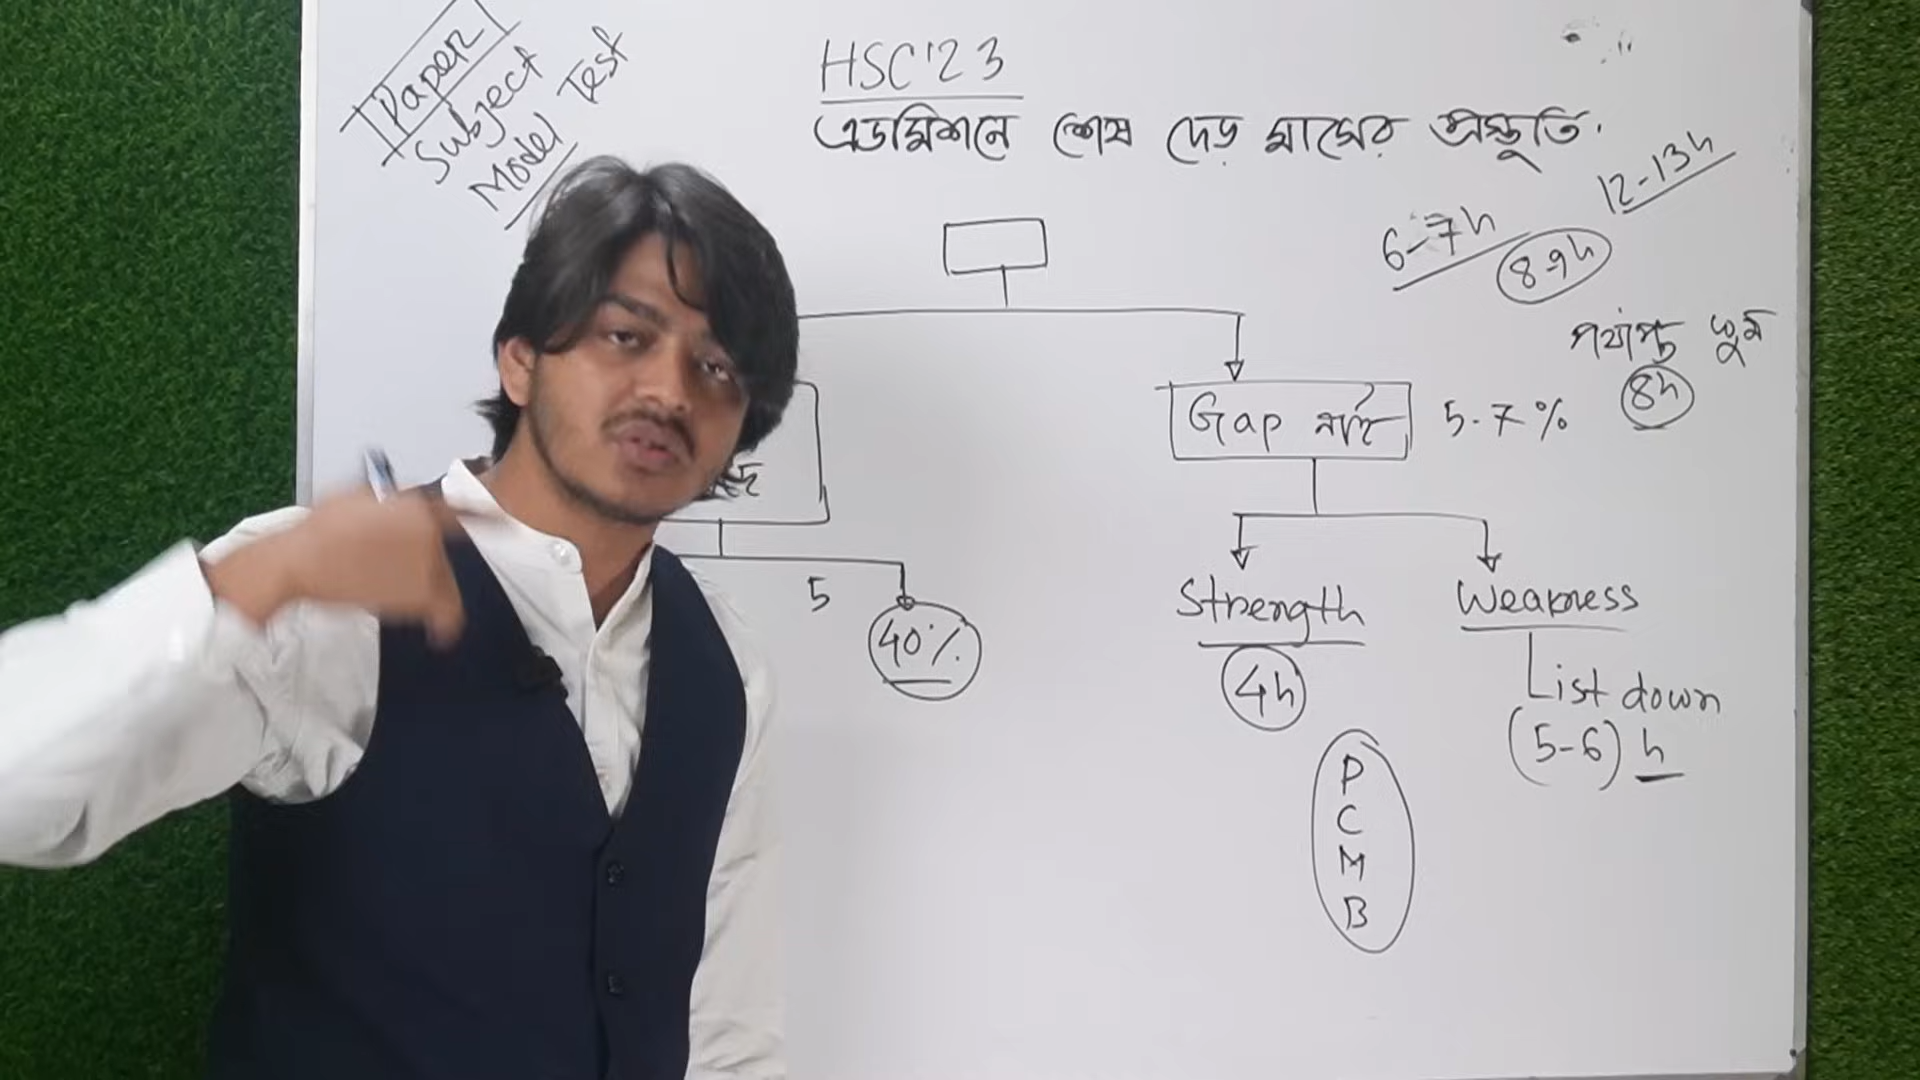 Paper
Subject
Model Test
HSC'23
এডমিশনে শেষ দেড় মাসের প্রস্তুতি.
12-13h
6-7h
8-9h
পর্যাপ্ত ঘুম
8h
Gap নাই
5-7%
5
40%
Strength
4h
Weakness
List down
(5-6) h
P
C
M
B